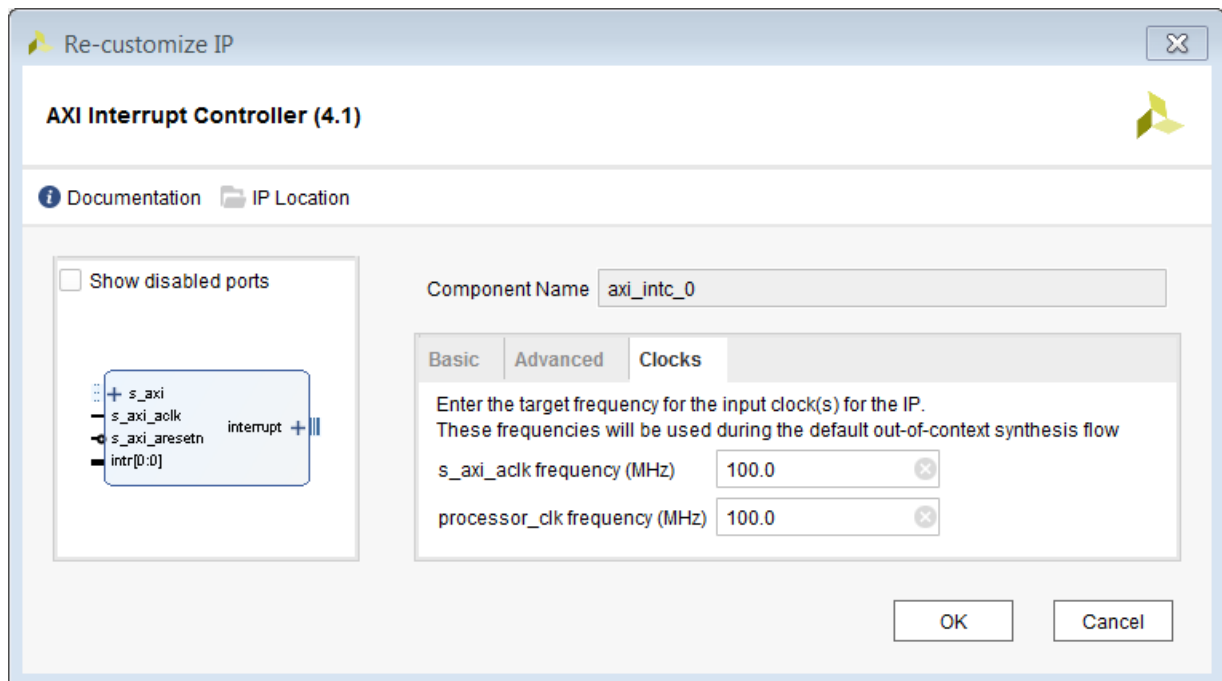 Re-customize IP
AXI Interrupt Controller (4.1)
Documentation IP Location
Show disabled ports
s_axi
s_axi_aclk
s_axi_aresetn
intr[0:0]
interrupt
Component Name axi_intc_0
Basic Advanced Clocks
Enter the target frequency for the input clock(s) for the IP.
These frequencies will be used during the default out-of-context synthesis flow
s_axi_aclk frequency (MHz) 100.0
processor_clk frequency (MHz) 100.0
OK Cancel